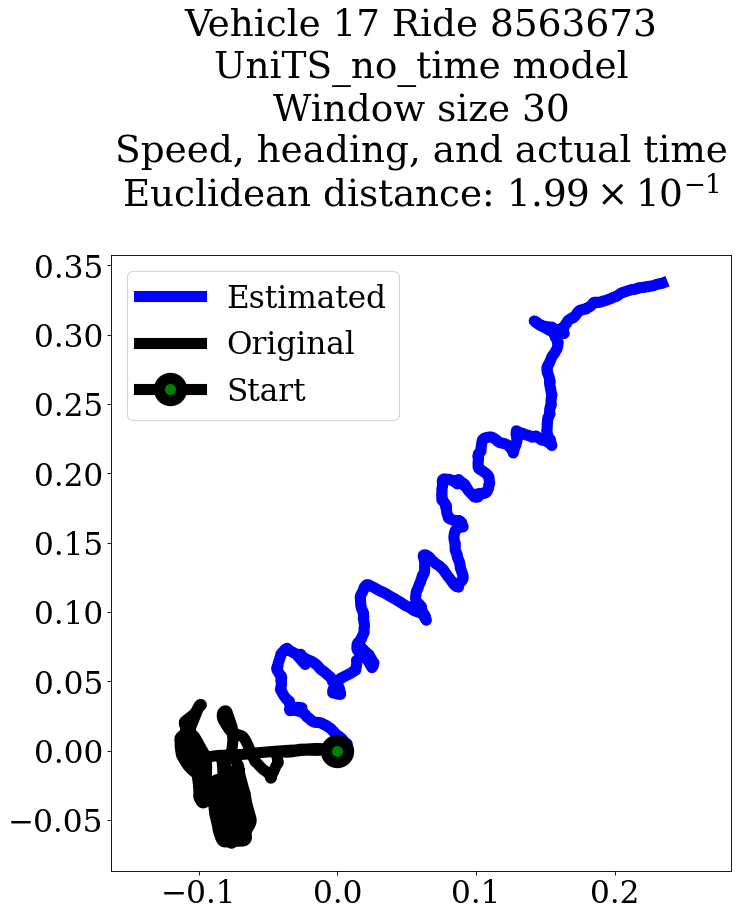 Vehicle 17 Ride 8563673
UniTS_no_time model
Window size 30
Speed, heading, and actual time
Euclidean distance: 1.99 × 10⁻¹
0.35
Estimated
0.30
Original
0.25
Start
0.20
0.15
0.10
0.05
0.00
−0.05
−0.1 0.0 0.1 0.2